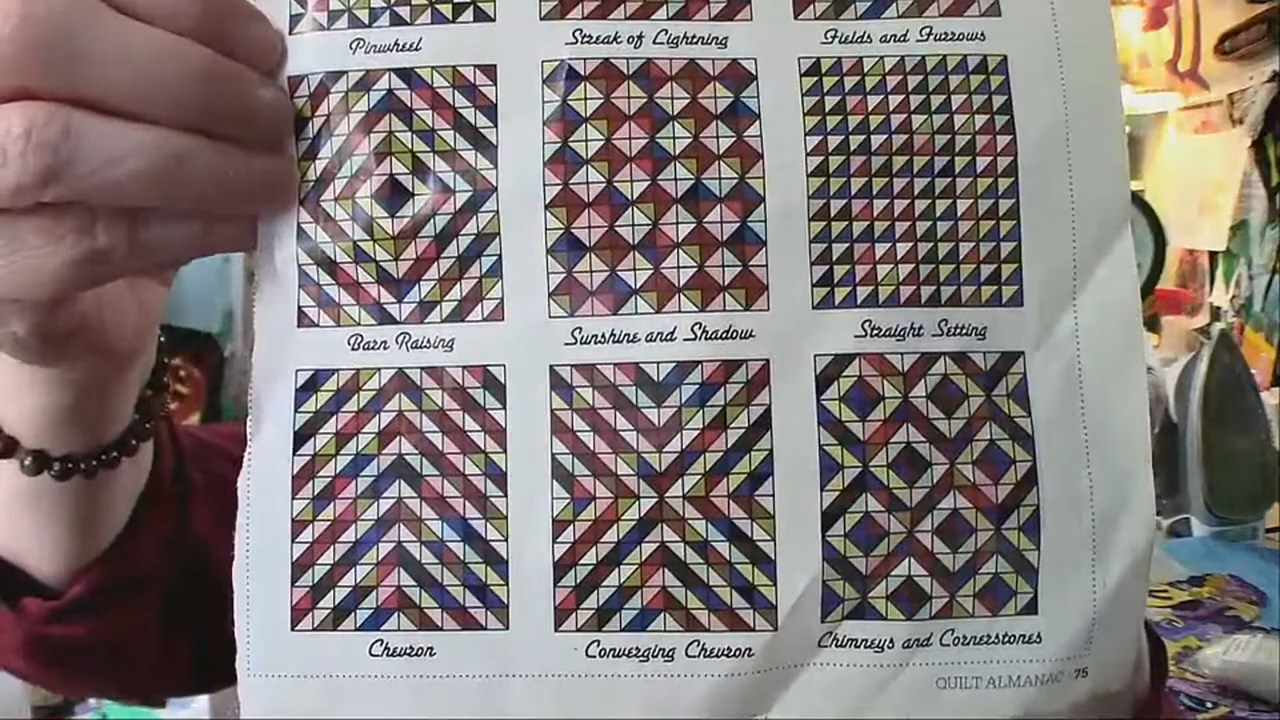 Pinwheel
Streak of Lightning
Fields and Furrows
Barn Raising
Sunshine and Shadow
Straight Setting
Chevron
Converging Chevron
Chimneys and Cornerstones
QUILT ALMANAC 75